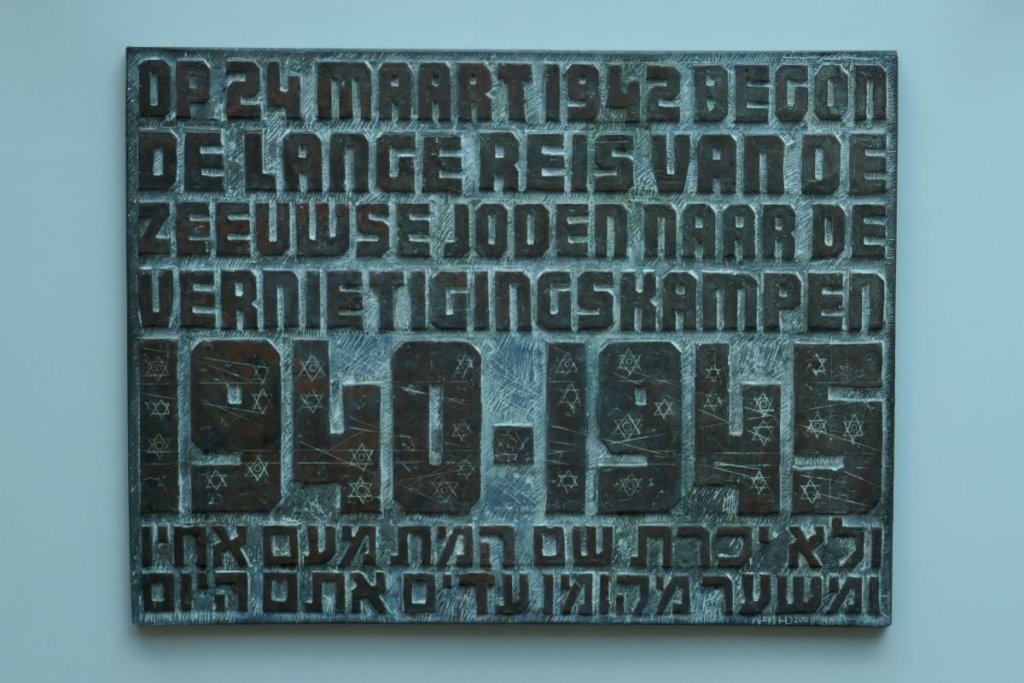 OP 24 MAART 1942 BEGON
DE LANGE REIS VAN DE
ZEEUWSE JODEN NAAR DE
VERNIETIGINGSKAMPEN
1940-1945
ולא יכרת שם המת מעם אחיו
ומשער מקומו עדים אתם היום